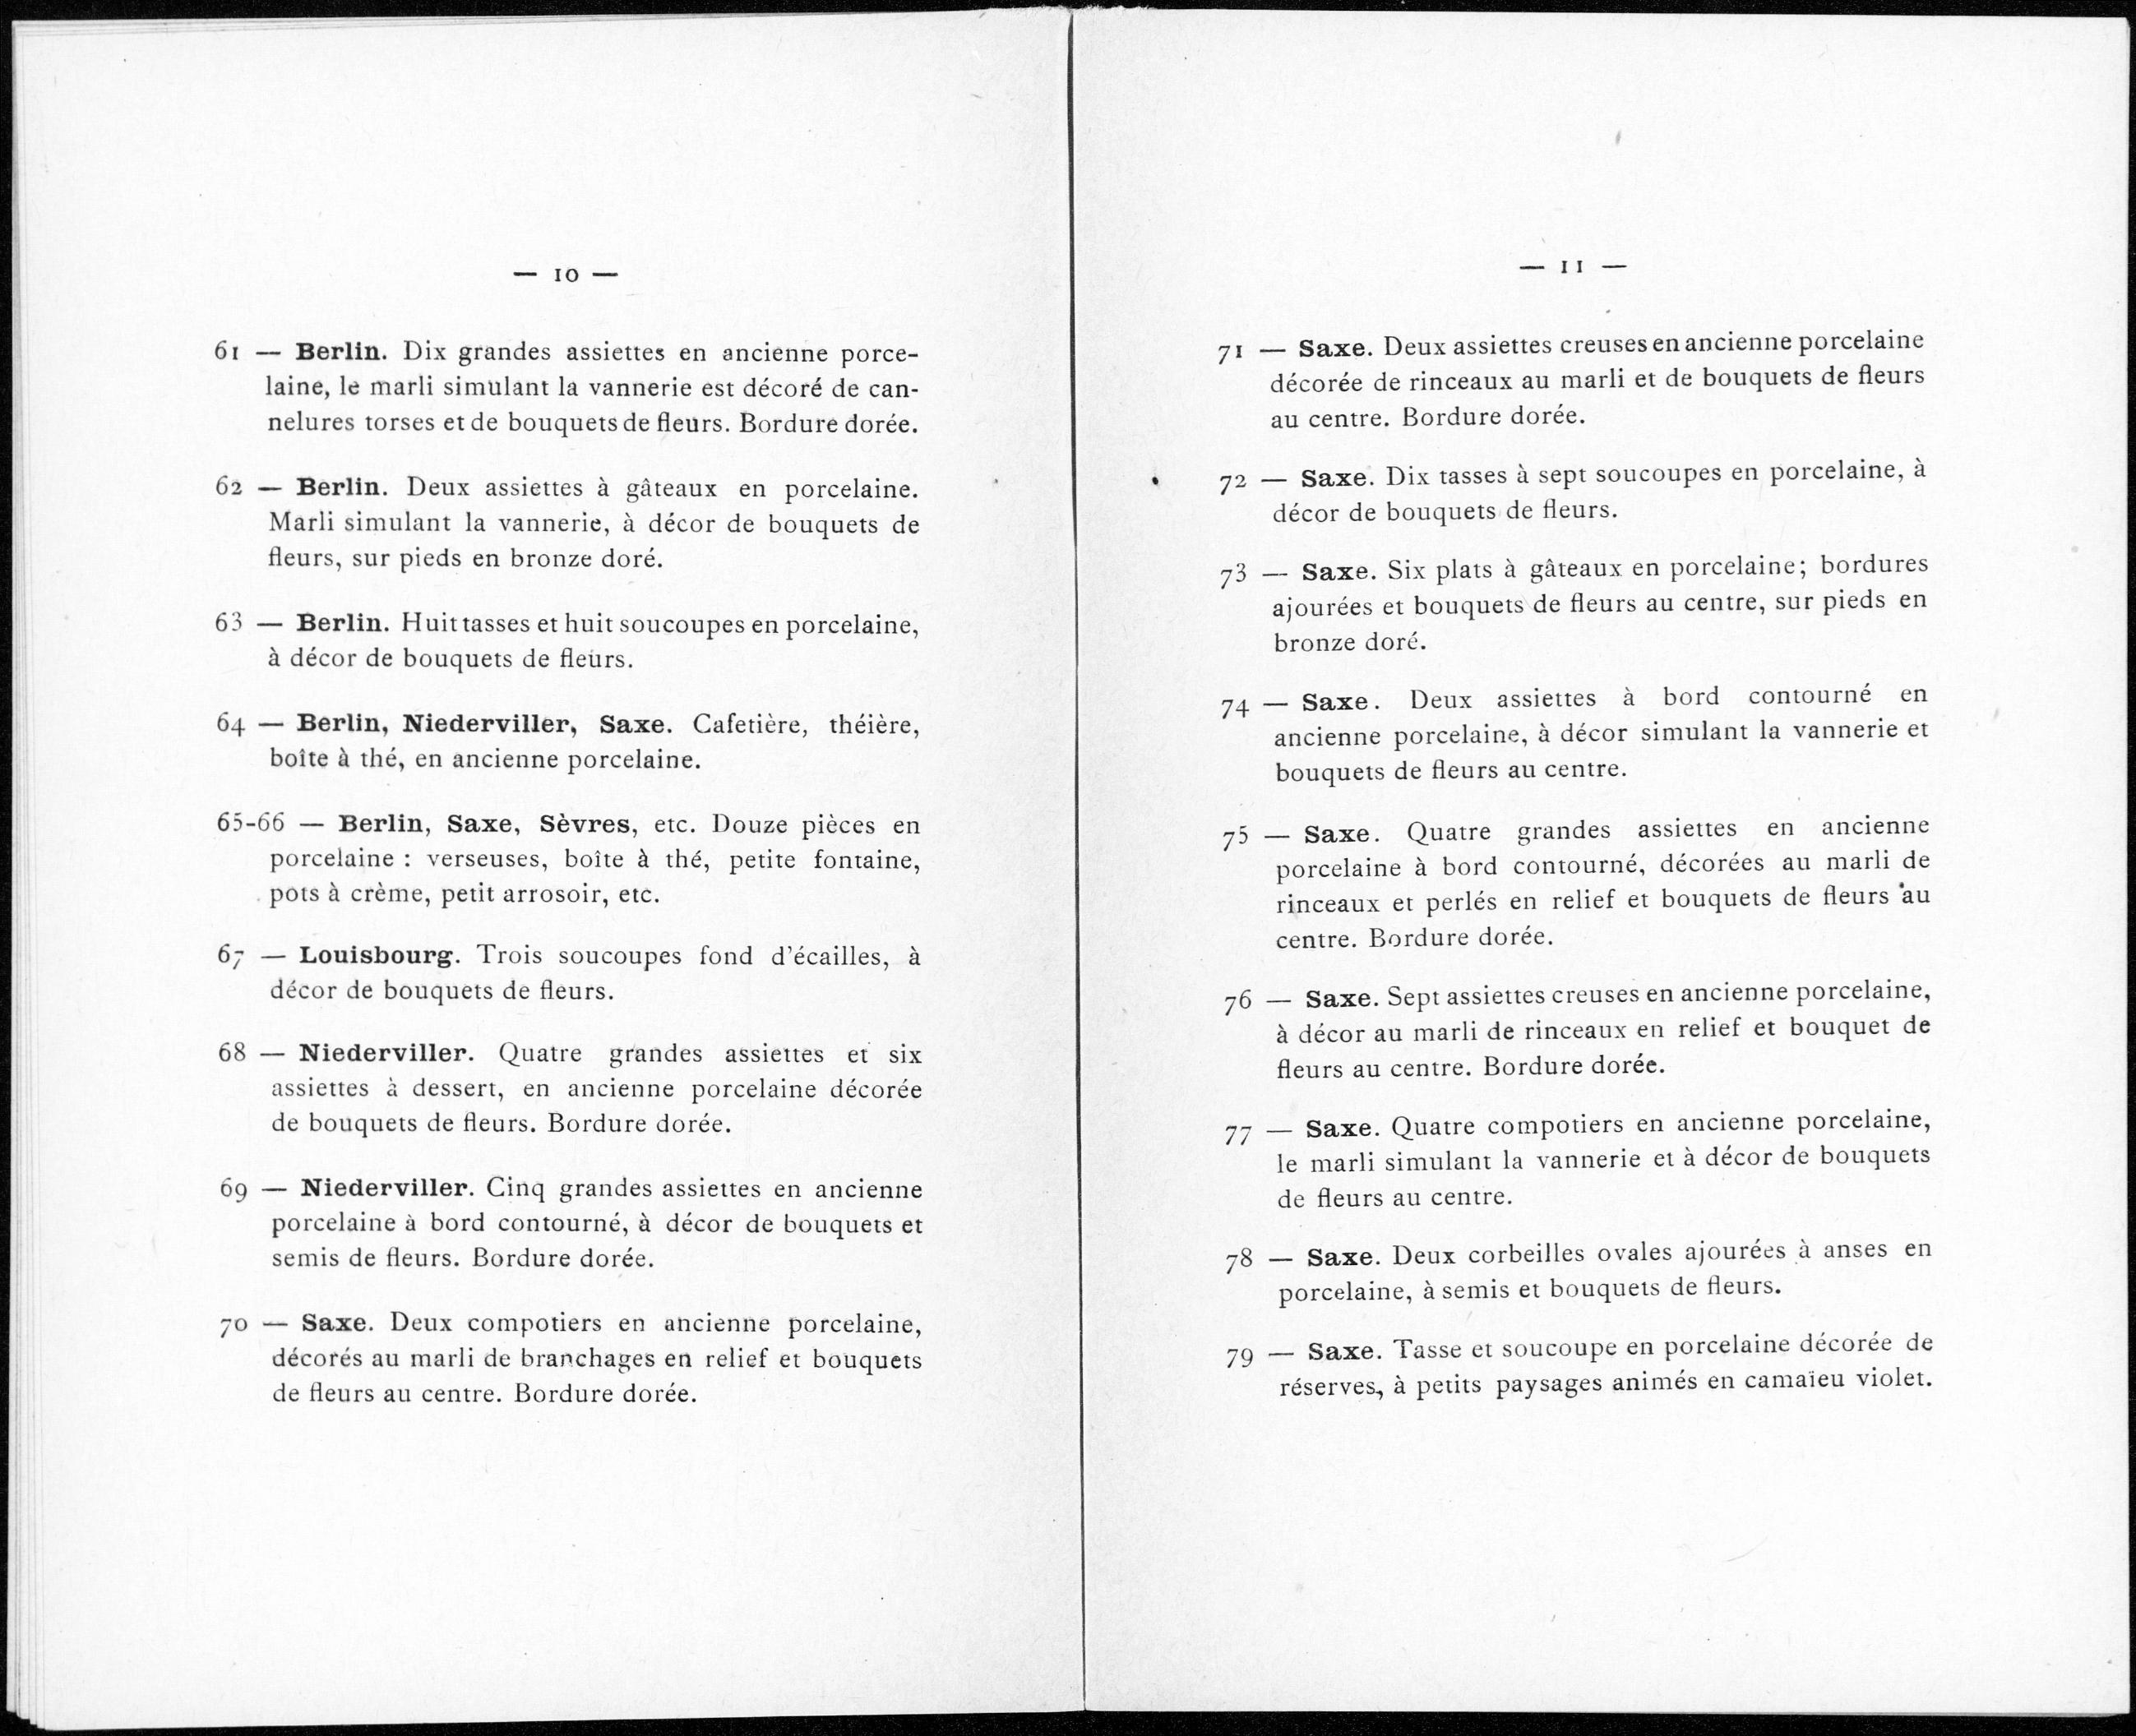 — 10 —
61 — Berlin. Dix grandes assiettes en ancienne porce-
laine, le marli simulant la vannerie est décoré de can-
nelures torses et de bouquets de fleurs. Bordure dorée.
62 — Berlin. Deux assiettes à gâteaux en porcelaine.
Marli simulant la vannerie, à décor de bouquets de
fleurs, sur pieds en bronze doré.
63 — Berlin. Huit tasses et huit soucoupes en porcelaine,
à décor de bouquets de fleurs.
64 — Berlin, Niederviller, Saxe. Cafetière, théière,
boîte à thé, en ancienne porcelaine.
65-66 — Berlin, Saxe, Sèvres, etc. Douze pièces en
porcelaine : verseuses, boîte à thé, petite fontaine,
pots à crème, petit arrosoir, etc.
67 — Louisbourg. Trois soucoupes fond d'écailles, à
décor de bouquets de fleurs.
68 — Niederviller. Quatre grandes assiettes et six
assiettes à dessert, en ancienne porcelaine décorée
de bouquets de fleurs. Bordure dorée.
69 — Niederviller. Cinq grandes assiettes en ancienne
porcelaine à bord contourné, à décor de bouquets et
semis de fleurs. Bordure dorée.
70 — Saxe. Deux compotiers en ancienne porcelaine,
décorés au marli de branchages en relief et bouquets
de fleurs au centre. Bordure dorée.
— 11 —
71 — Saxe. Deux assiettes creuses en ancienne porcelaine
décorée de rinceaux au marli et de bouquets de fleurs
au centre. Bordure dorée.
72 — Saxe. Dix tasses à sept soucoupes en porcelaine, à
décor de bouquets de fleurs.
73 — Saxe. Six plats à gâteaux en porcelaine; bordures
ajourées et bouquets de fleurs au centre, sur pieds en
bronze doré.
74 — Saxe. Deux assiettes à bord contourné en
ancienne porcelaine, à décor simulant la vannerie et
bouquets de fleurs au centre.
75 — Saxe. Quatre grandes assiettes en ancienne
porcelaine à bord contourné, décorées au marli de
rinceaux et perlés en relief et bouquets de fleurs au
centre. Bordure dorée.
76 — Saxe. Sept assiettes creuses en ancienne porcelaine,
à décor au marli de rinceaux en relief et bouquet de
fleurs au centre. Bordure dorée.
77 — Saxe. Quatre compotiers en ancienne porcelaine,
le marli simulant la vannerie et à décor de bouquets
de fleurs au centre.
78 — Saxe. Deux corbeilles ovales ajourées à anses en
porcelaine, à semis et bouquets de fleurs.
79 — Saxe. Tasse et soucoupe en porcelaine décorée de
réserves, à petits paysages animés en camaïeu violet.